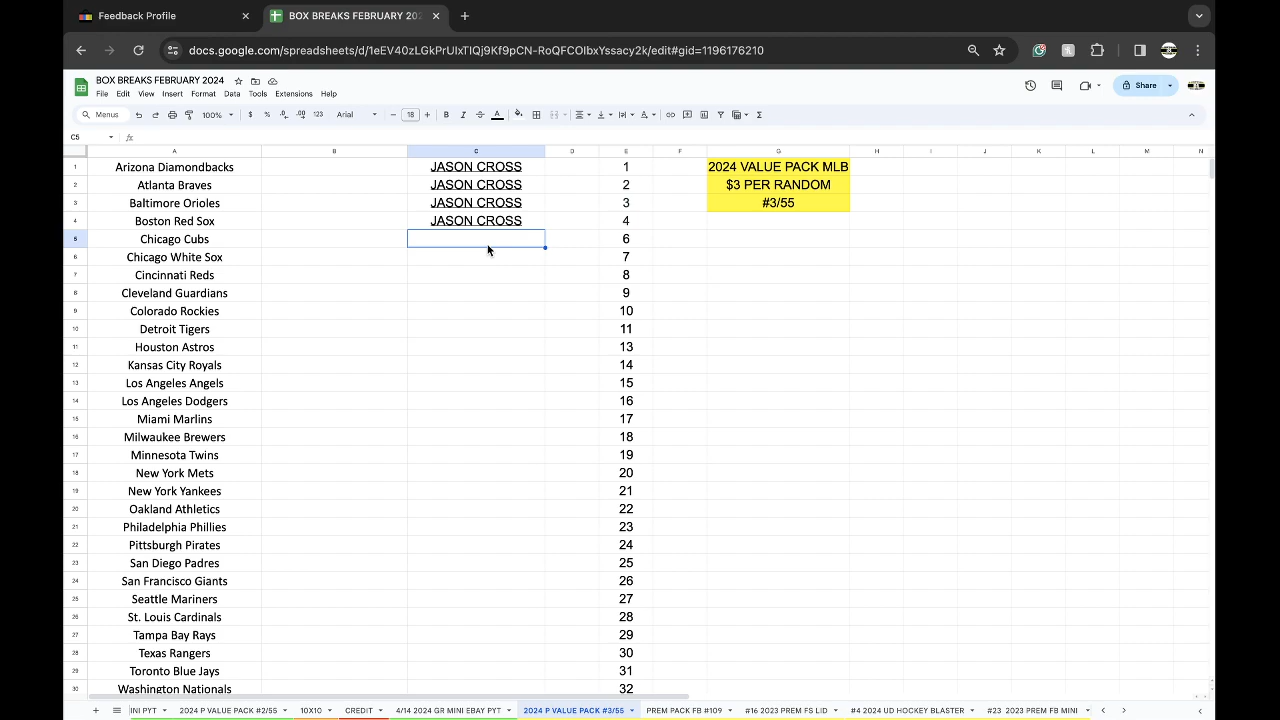 Feedback Profile
BOX BREAKS FEBRUARY 202
docs.google.com/spreadsheets/d/1eEV40zLGkPrUIxTIQj9Kf9pCN-RoQFCOIbxYssacy2k/edit#gid=1196176210
BOX BREAKS FEBRUARY 2024
File Edit View Insert Format Data Tools Extensions Help
Share
Menus 100% $ % .0 .00 123 Arial 18 B I A
C5 fx
A B C D E F G H I J K L M N
1 Arizona Diamondbacks JASON CROSS 1 2024 VALUE PACK MLB
2 Atlanta Braves JASON CROSS 2 $3 PER RANDOM
3 Baltimore Orioles JASON CROSS 3 #3/55
4 Boston Red Sox JASON CROSS 4
5 Chicago Cubs 6
6 Chicago White Sox 7
7 Cincinnati Reds 8
8 Cleveland Guardians 9
9 Colorado Rockies 10
10 Detroit Tigers 11
11 Houston Astros 13
12 Kansas City Royals 14
13 Los Angeles Angels 15
14 Los Angeles Dodgers 16
15 Miami Marlins 17
16 Milwaukee Brewers 18
17 Minnesota Twins 19
18 New York Mets 20
19 New York Yankees 21
20 Oakland Athletics 22
21 Philadelphia Phillies 23
22 Pittsburgh Pirates 24
23 San Diego Padres 25
24 San Francisco Giants 26
25 Seattle Mariners 27
26 St. Louis Cardinals 28
27 Tampa Bay Rays 29
28 Texas Rangers 30
29 Toronto Blue Jays 31
30 Washington Nationals 32
INI PYT 2024 P VALUE PACK #2/55 10X10 CREDIT 4/14 2024 GR MINI EBAY PYT 2024 P VALUE PACK #3/55 PREM PACK FB #109 #16 2023 PREM FS LID #4 2024 UD HOCKEY BLASTER #23 2023 PREM FB MINI